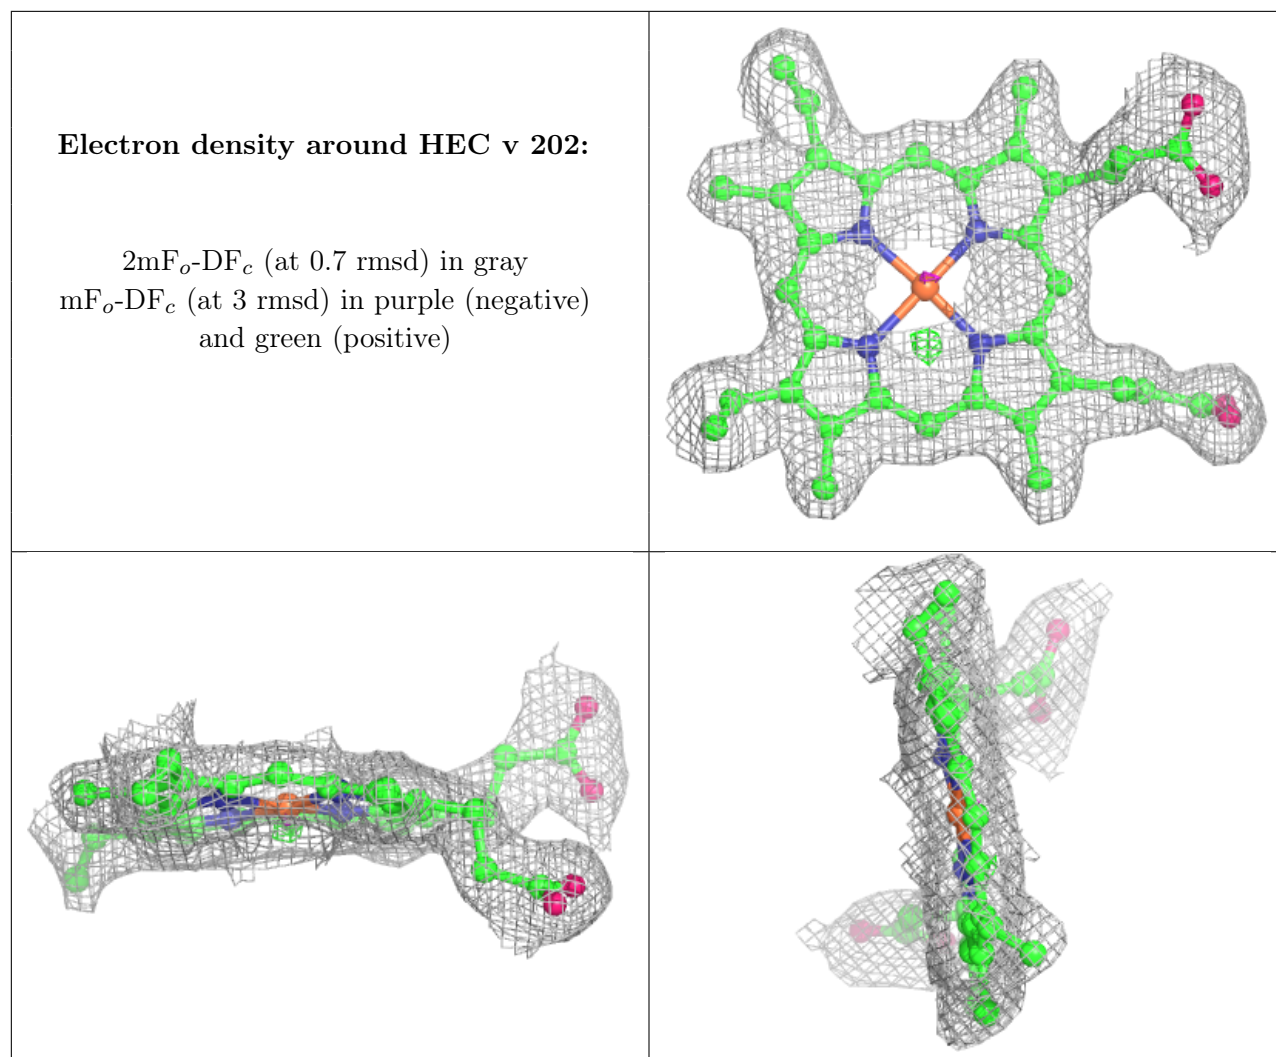 Electron density around HEC v 202:
2mFₒ-DF𝒸 (at 0.7 rmsd) in gray
mFₒ-DF𝒸 (at 3 rmsd) in purple (negative)
and green (positive)